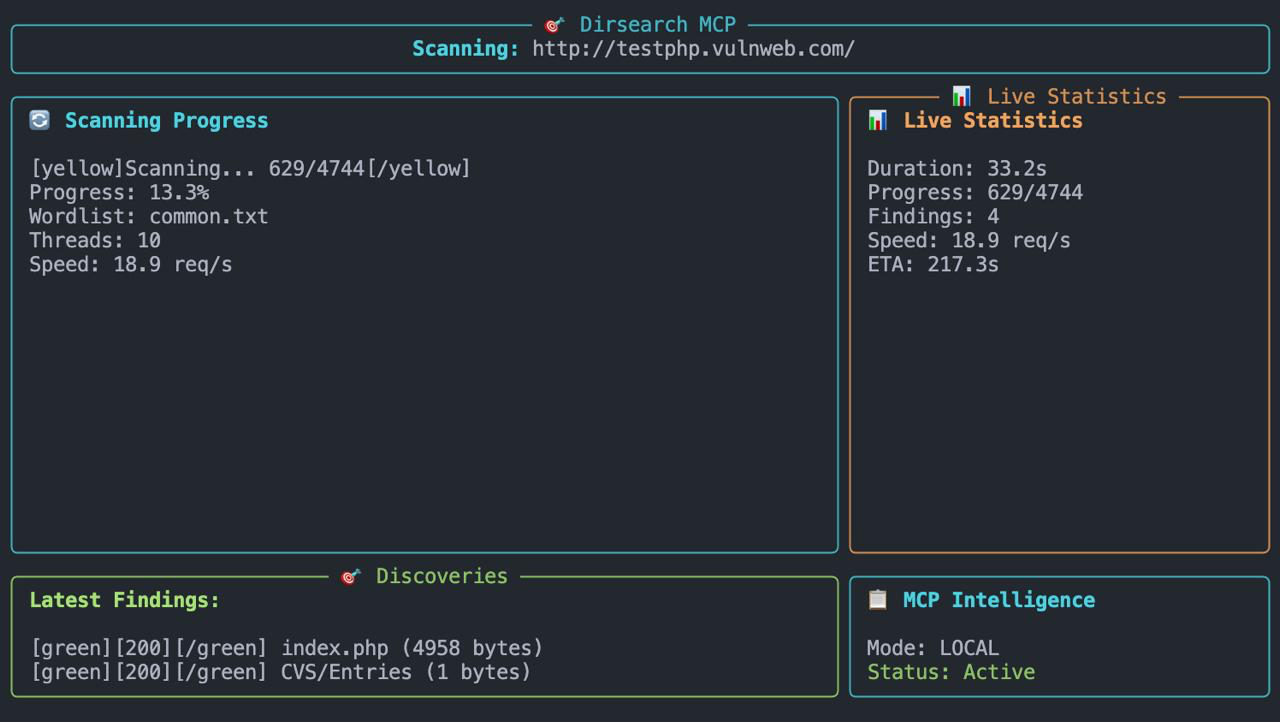 🎯 Dirsearch MCP
Scanning: http://testphp.vulnweb.com/
🔄 Scanning Progress
[yellow]Scanning... 629/4744[/yellow]
Progress: 13.3%
Wordlist: common.txt
Threads: 10
Speed: 18.9 req/s
📊 Live Statistics
📊 Live Statistics
Duration: 33.2s
Progress: 629/4744
Findings: 4
Speed: 18.9 req/s
ETA: 217.3s
🎯 Discoveries
Latest Findings:
[green][200][/green] index.php (4958 bytes)
[green][200][/green] CVS/Entries (1 bytes)
📋 MCP Intelligence
Mode: LOCAL
Status: Active